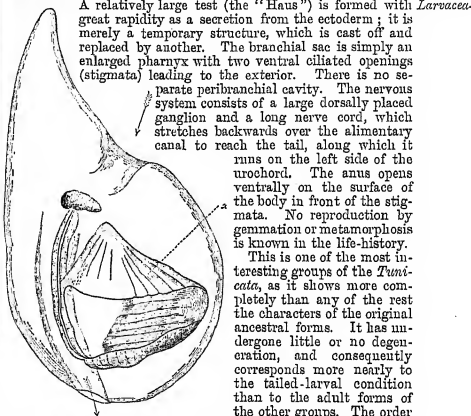 A relatively large test (the "Haus") is formed with Larvacea.
great rapidity as a secretion from the ectoderm; it is
merely a temporary structure, which is cast off and
replaced by another. The branchial sac is simply an
enlarged pharynx with two ventral ciliated openings
(stigmata) leading to the exterior. There is no se-
parate peribranchial cavity. The nervous
system consists of a large dorsally placed
ganglion and a long nerve cord, which
stretches backwards over the alimentary
canal to reach the tail, along which it
runs on the left side of the
urochord. The anus opens
ventrally on the surface of
the body in front of the stig-
mata. No reproduction by
gemmation or metamorphosis
is known in the life-history.
This is one of the most in-
teresting groups of the Tuni-
cata, as it shows more com-
pletely than any of the rest
the characters of the original
ancestral forms. It has un-
dergone little or no degen-
eration, and consequently
corresponds more nearly to
the tailed-larval condition
than to the adult forms of
the other groups. The order